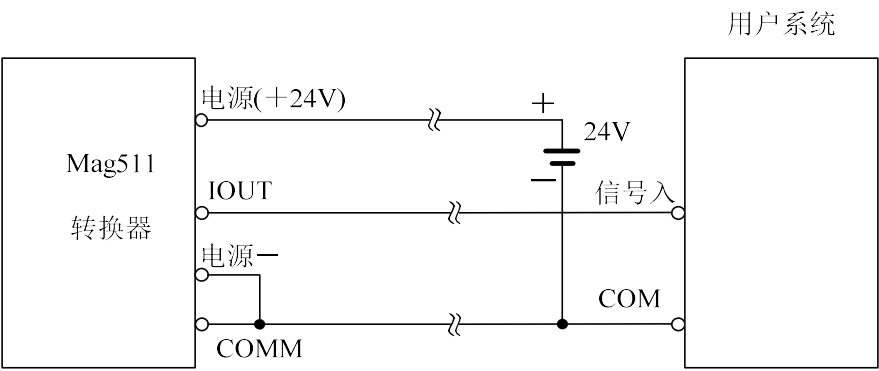 用户系统
电源(＋24V)
＋
24V
－
Mag511
转换器
IOUT
信号入
电源－
COM
COMM